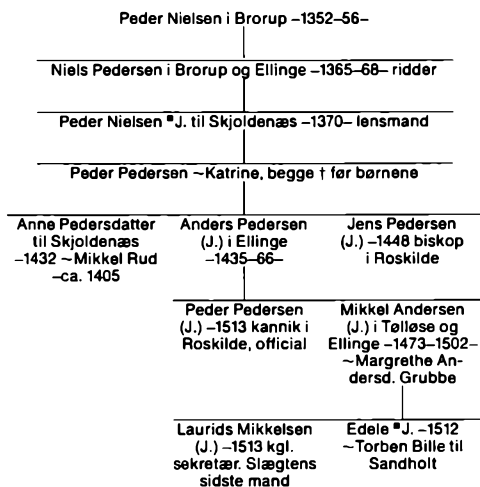 Peder Nielsen i Brorup –1352–56–
Niels Pedersen i Brorup og Ellinge –1365–68– ridder
Peder Nielsen *J. til Skjoldenæs –1370– lensmand
Peder Pedersen ~Katrine, begge † før børnene
Anne Pedersdatter
til Skjoldenæs
–1432 ~Mikkel Rud
–ca. 1405
Anders Pedersen
(J.) i Ellinge
–1435–66–
Jens Pedersen
(J.) –1448 biskop
i Roskilde
Peder Pedersen
(J.) –1513 kannik i
Roskilde, official
Mikkel Andersen
(J.) i Tølløse og
Ellinge –1473–1502–
~Margrethe An-
dersd. Grubbe
Laurids Mikkelsen
(J.) –1513 kgl.
sekretær. Slægtens
sidste mand
Edele *J. –1512
~Torben Bille til
Sandholt